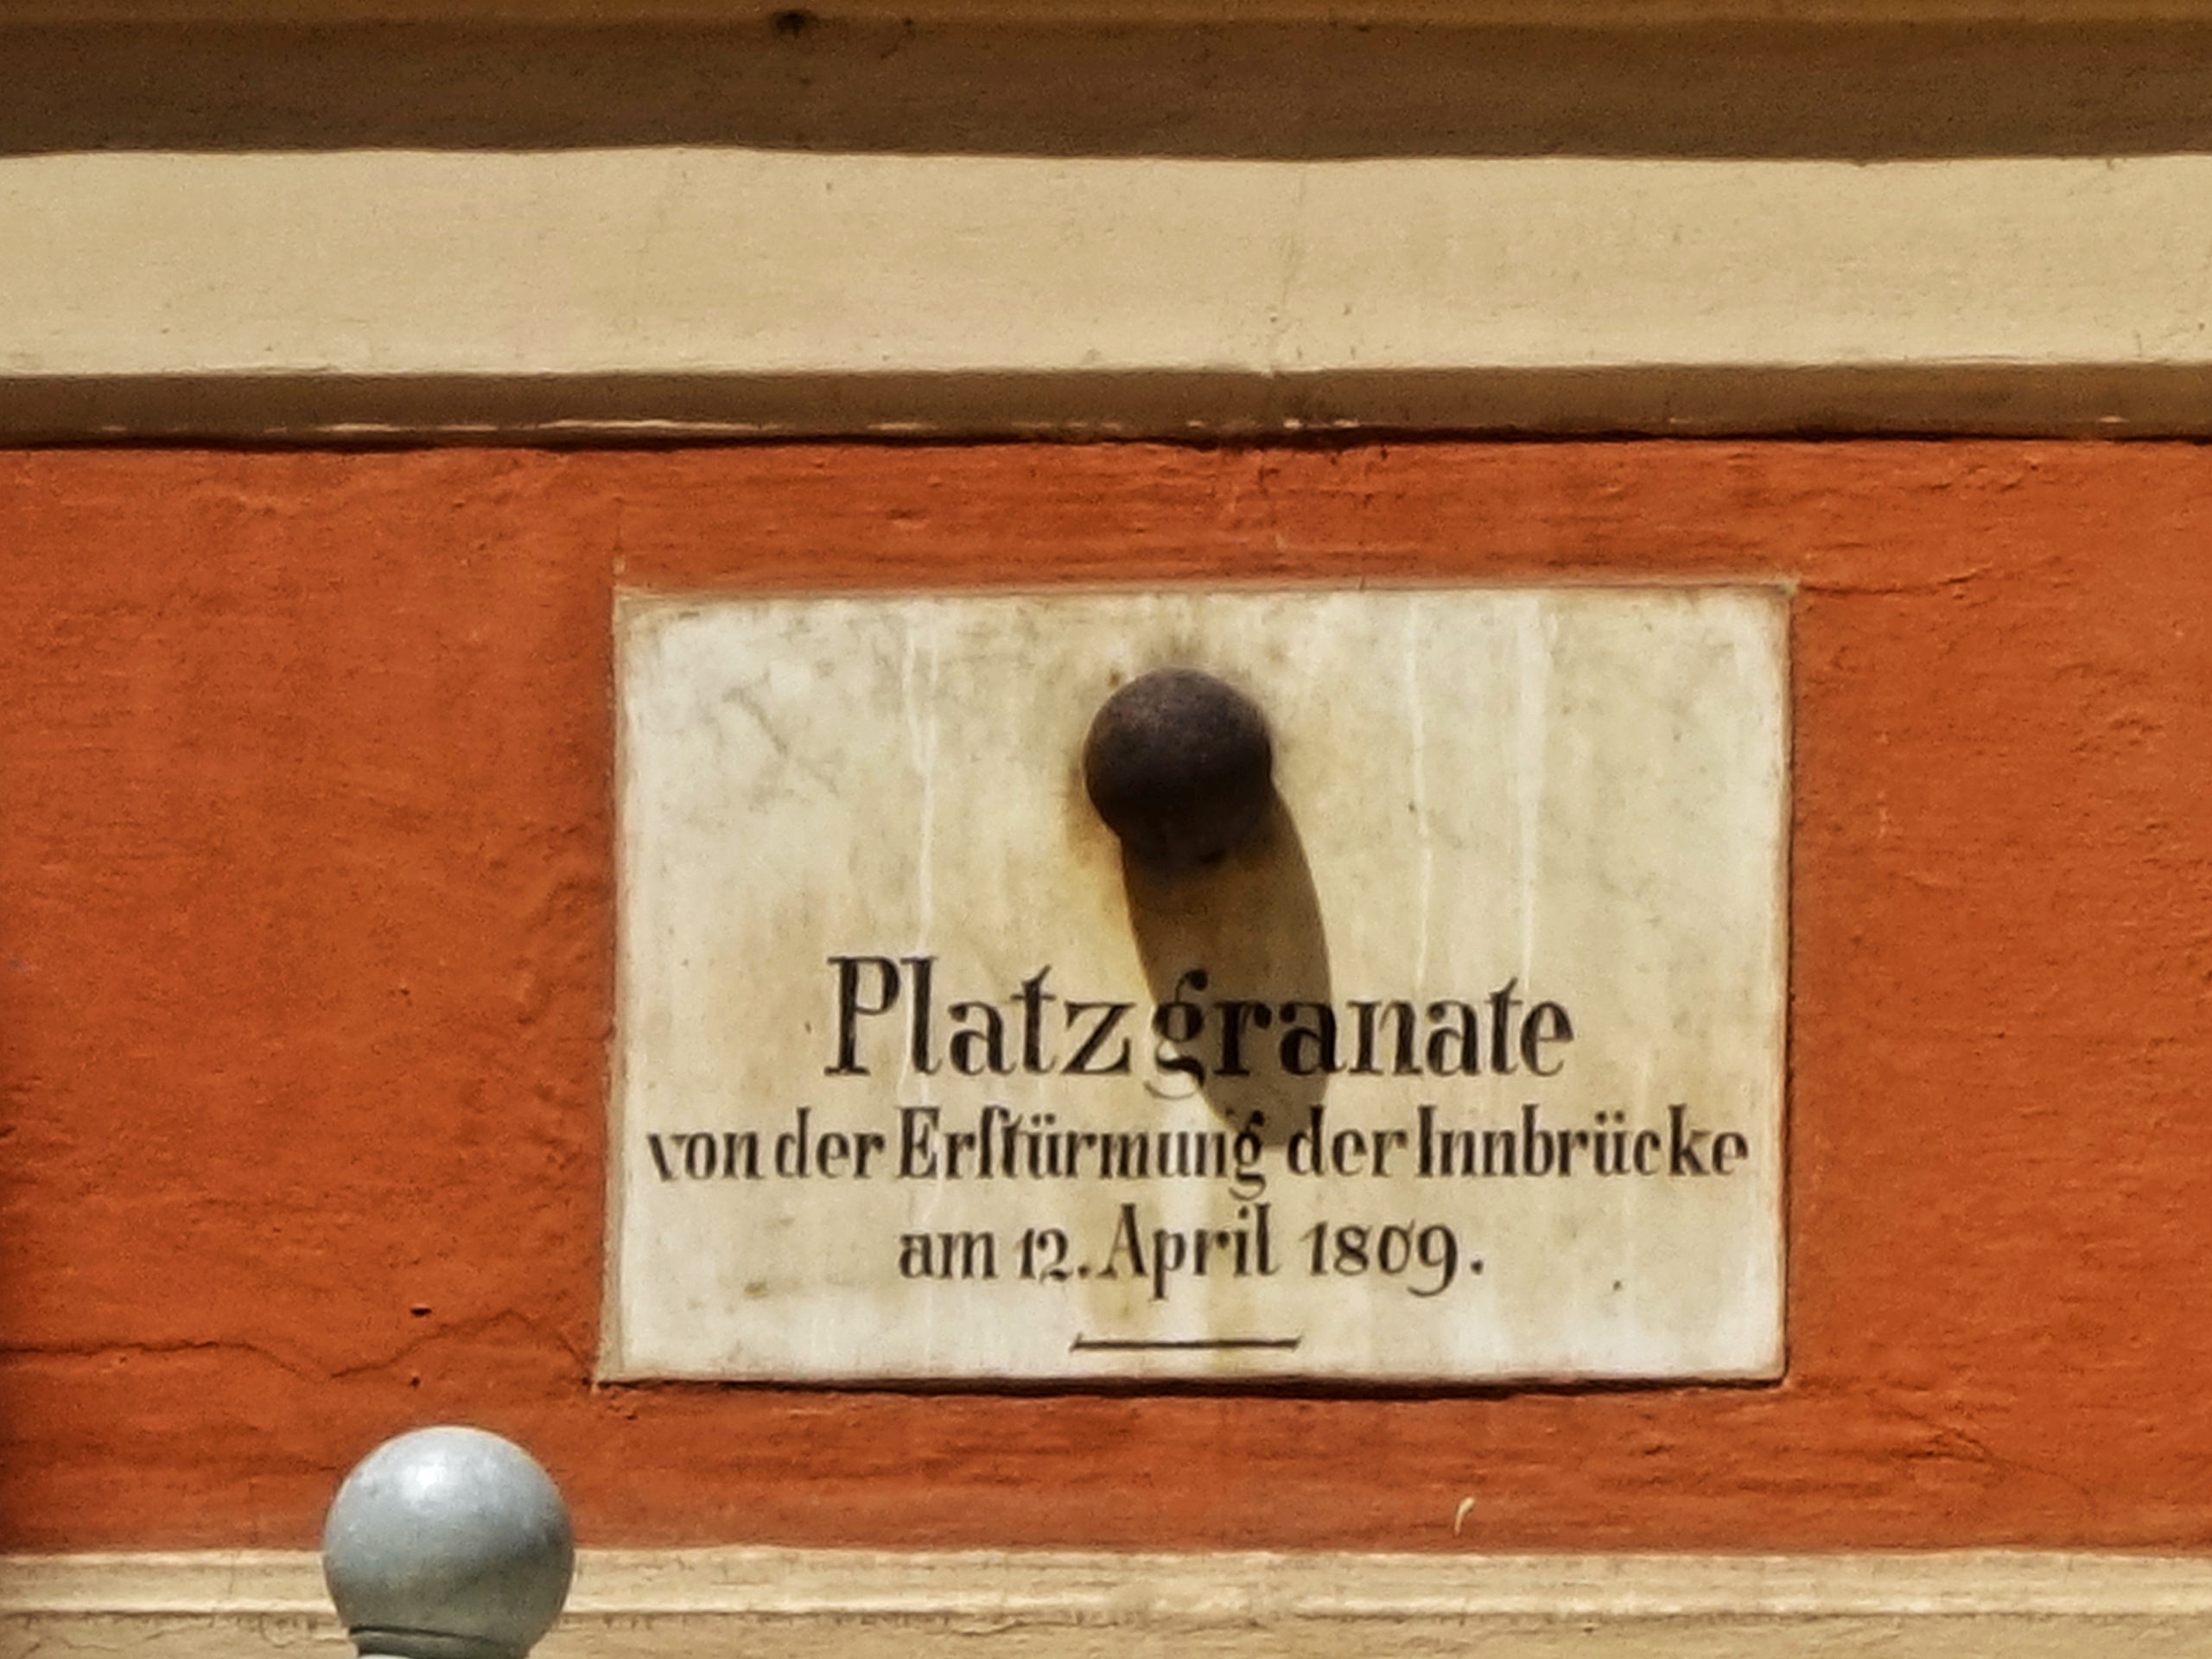 Platzgranate
von der Erſtürmung der Innbrücke
am 12. April 1809.